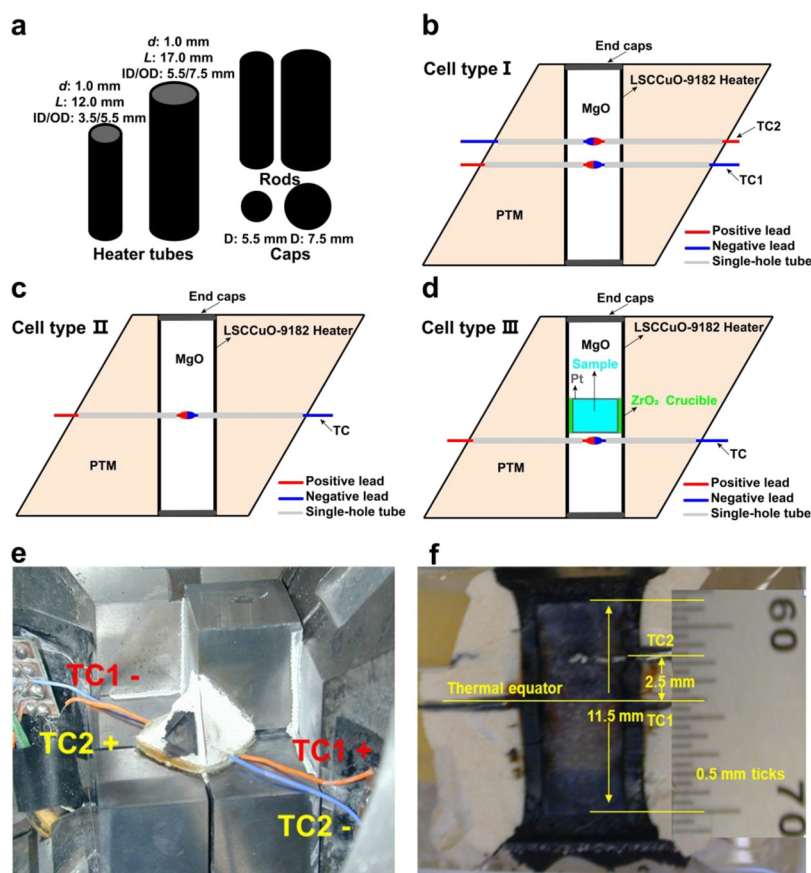 a
d: 1.0 mm
L: 17.0 mm
ID/OD: 5.5/7.5 mm
d: 1.0 mm
L: 12.0 mm
ID/OD: 3.5/5.5 mm
Heater tubes
Rods
D: 5.5 mm D: 7.5 mm
Caps
b
Cell type I
End caps
LSCCuO-9182 Heater
MgO
TC2
TC1
PTM
Positive lead
Negative lead
Single-hole tube
c
Cell type II
End caps
LSCCuO-9182 Heater
MgO
TC
PTM
Positive lead
Negative lead
Single-hole tube
d
Cell type III
End caps
LSCCuO-9182 Heater
MgO
Sample
Pt
ZrO₂ Crucible
TC
PTM
Positive lead
Negative lead
Single-hole tube
e
TC1 -
TC2 +
TC1 +
TC2 -
f
60
TC2
2.5 mm
Thermal equator
TC1
11.5 mm
0.5 mm ticks
70